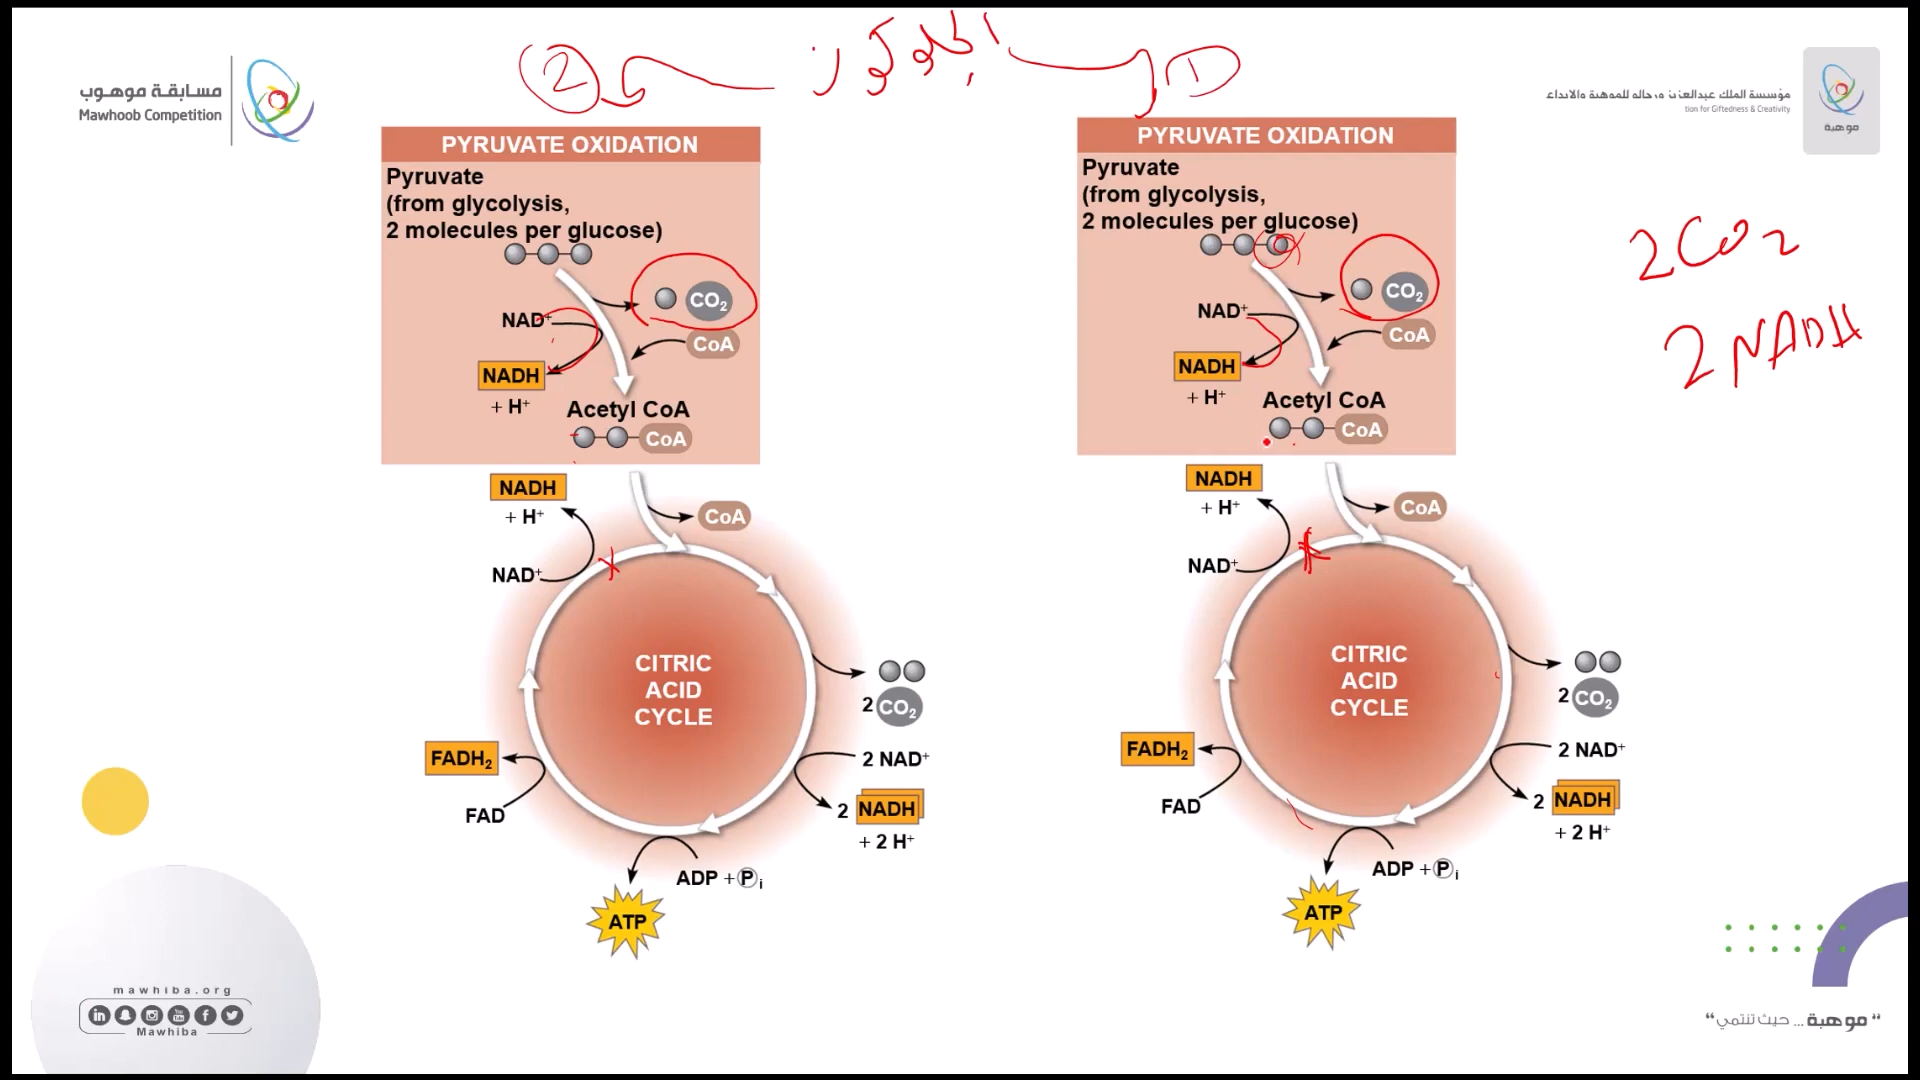 مسابقة موهوب
Mawhoob Competition
مؤسسة الملك عبدالعزيز ورجاله للموهبة والابداع
tion for Giftedness & Creativity
موهبة
الجلوكوز
2
1
PYRUVATE OXIDATION
Pyruvate
(from glycolysis,
2 molecules per glucose)
CO₂
NAD⁺
CoA
NADH
+ H⁺
Acetyl CoA
CoA
NADH
+ H⁺
CoA
NAD⁺
CITRIC
ACID
CYCLE
2 CO₂
FADH₂
2 NAD⁺
FAD
2 NADH
+ 2 H⁺
ADP + Pᵢ
ATP
PYRUVATE OXIDATION
Pyruvate
(from glycolysis,
2 molecules per glucose)
CO₂
NAD⁺
CoA
NADH
+ H⁺
Acetyl CoA
CoA
NADH
+ H⁺
CoA
NAD⁺
CITRIC
ACID
CYCLE
2 CO₂
FADH₂
2 NAD⁺
FAD
2 NADH
+ 2 H⁺
ADP + Pᵢ
ATP
2CO2
2NADH
mawhiba.org
Mawhiba
"موهبة... حيث تنتمي"